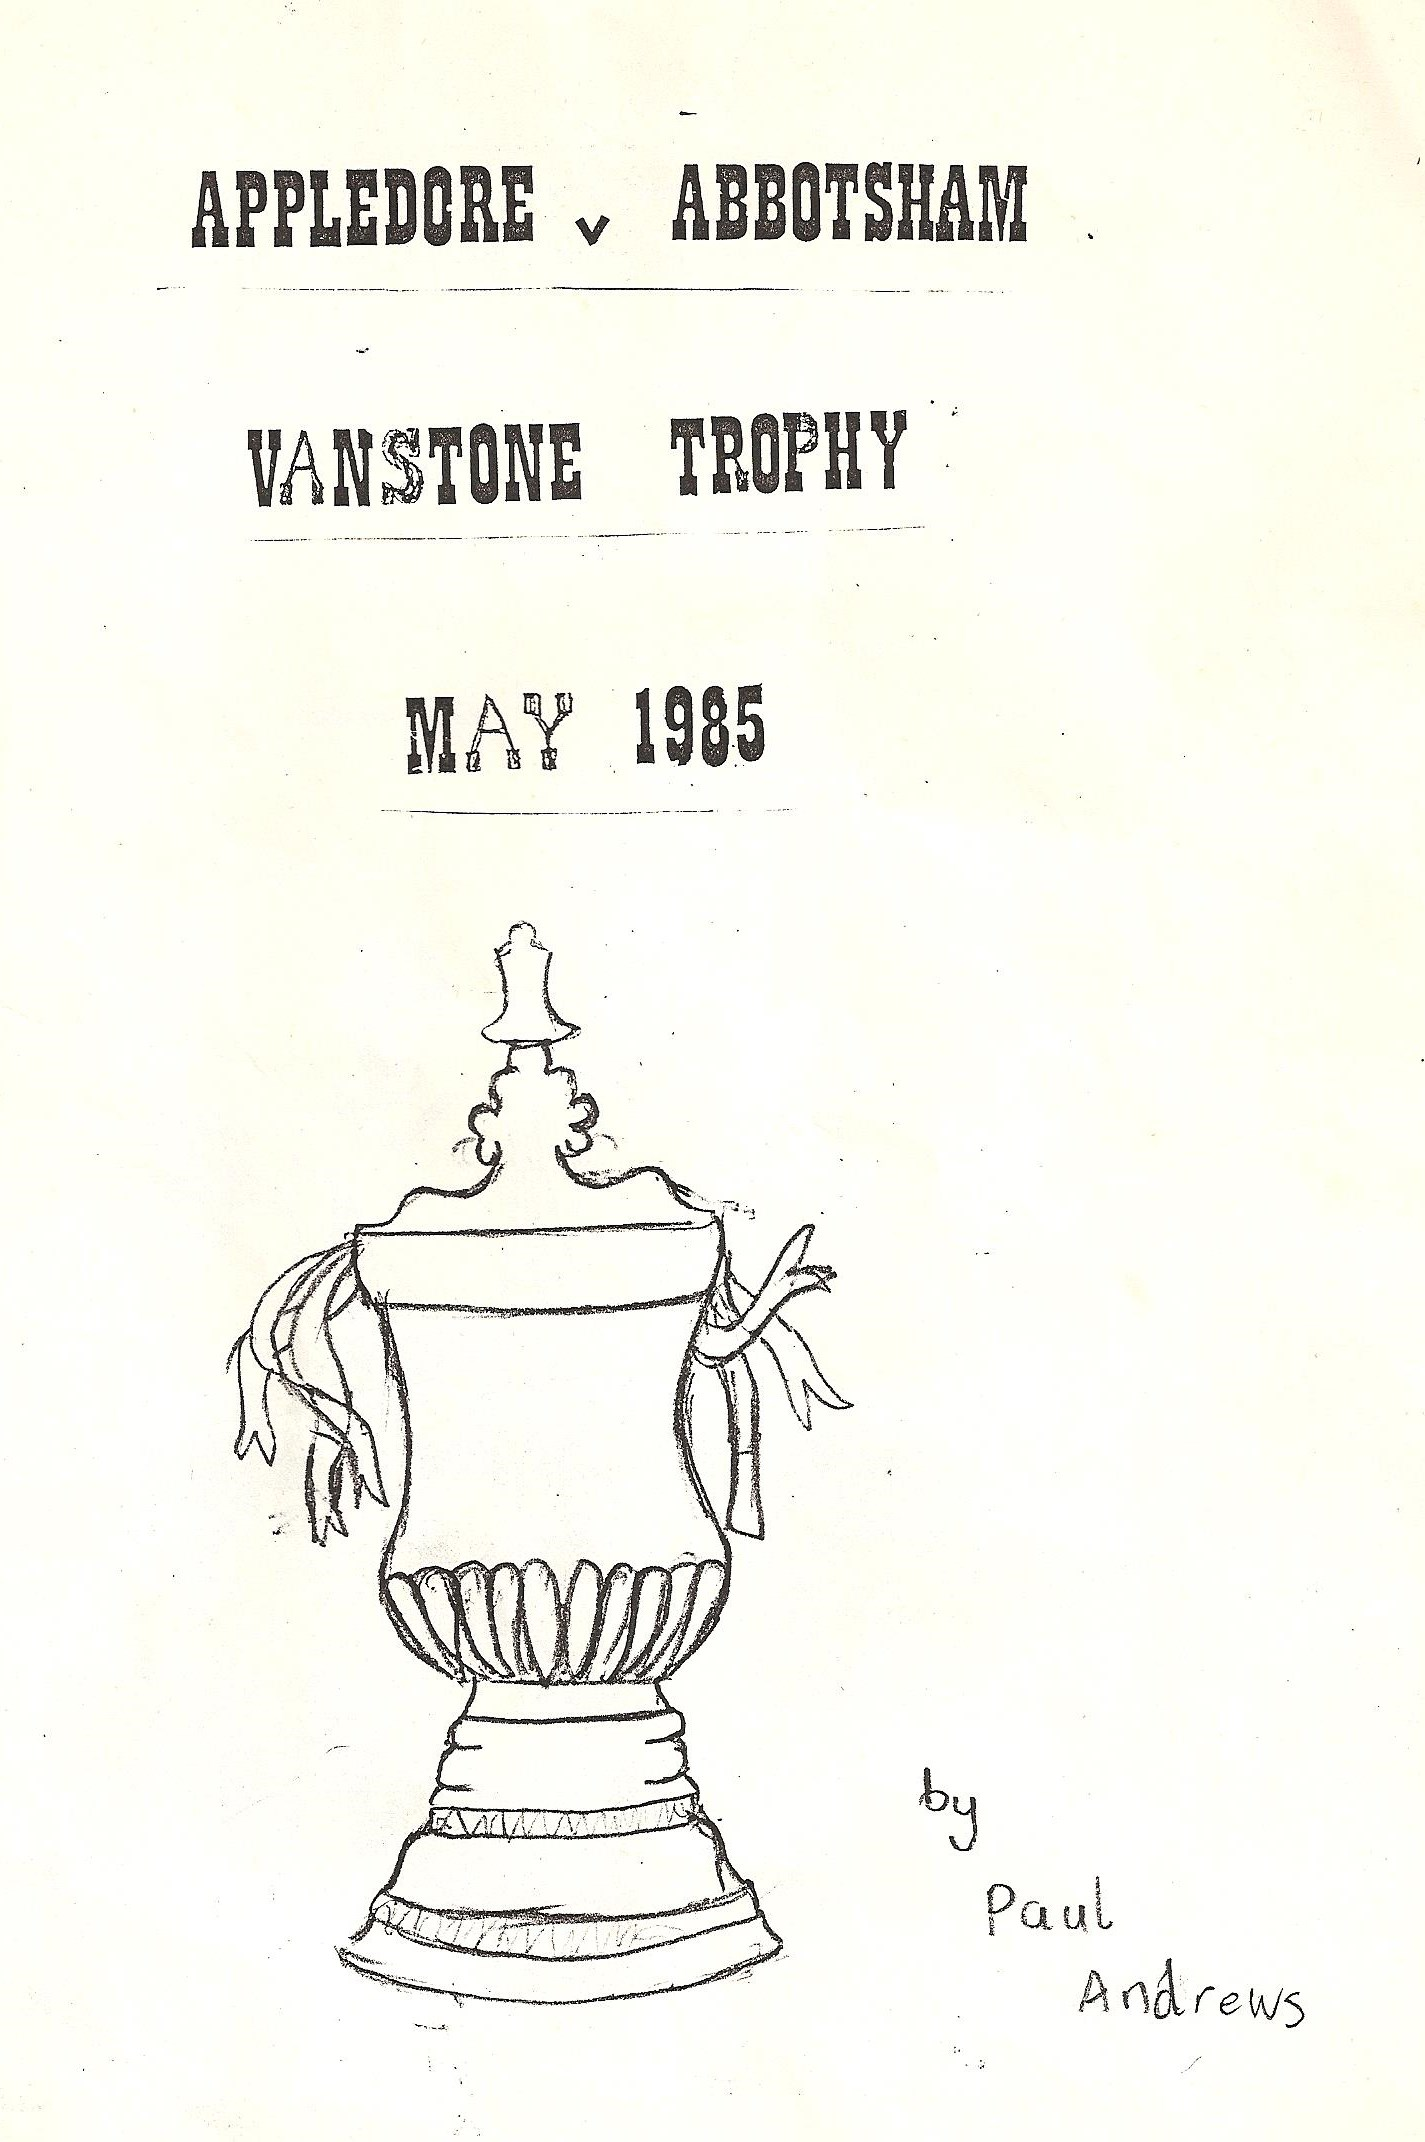 APPLEDORE v ABBOTSHAM
VANSTONE TROPHY
MAY 1985
by
Paul
Andrews